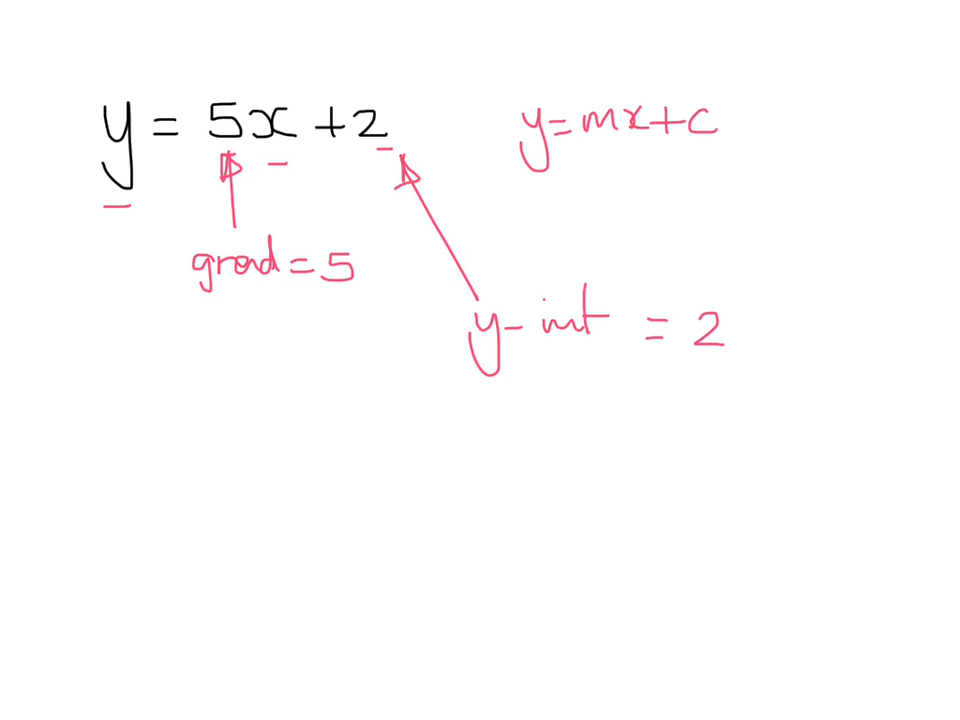 y = 5x + 2
y = mx + c
grad = 5
y - int = 2